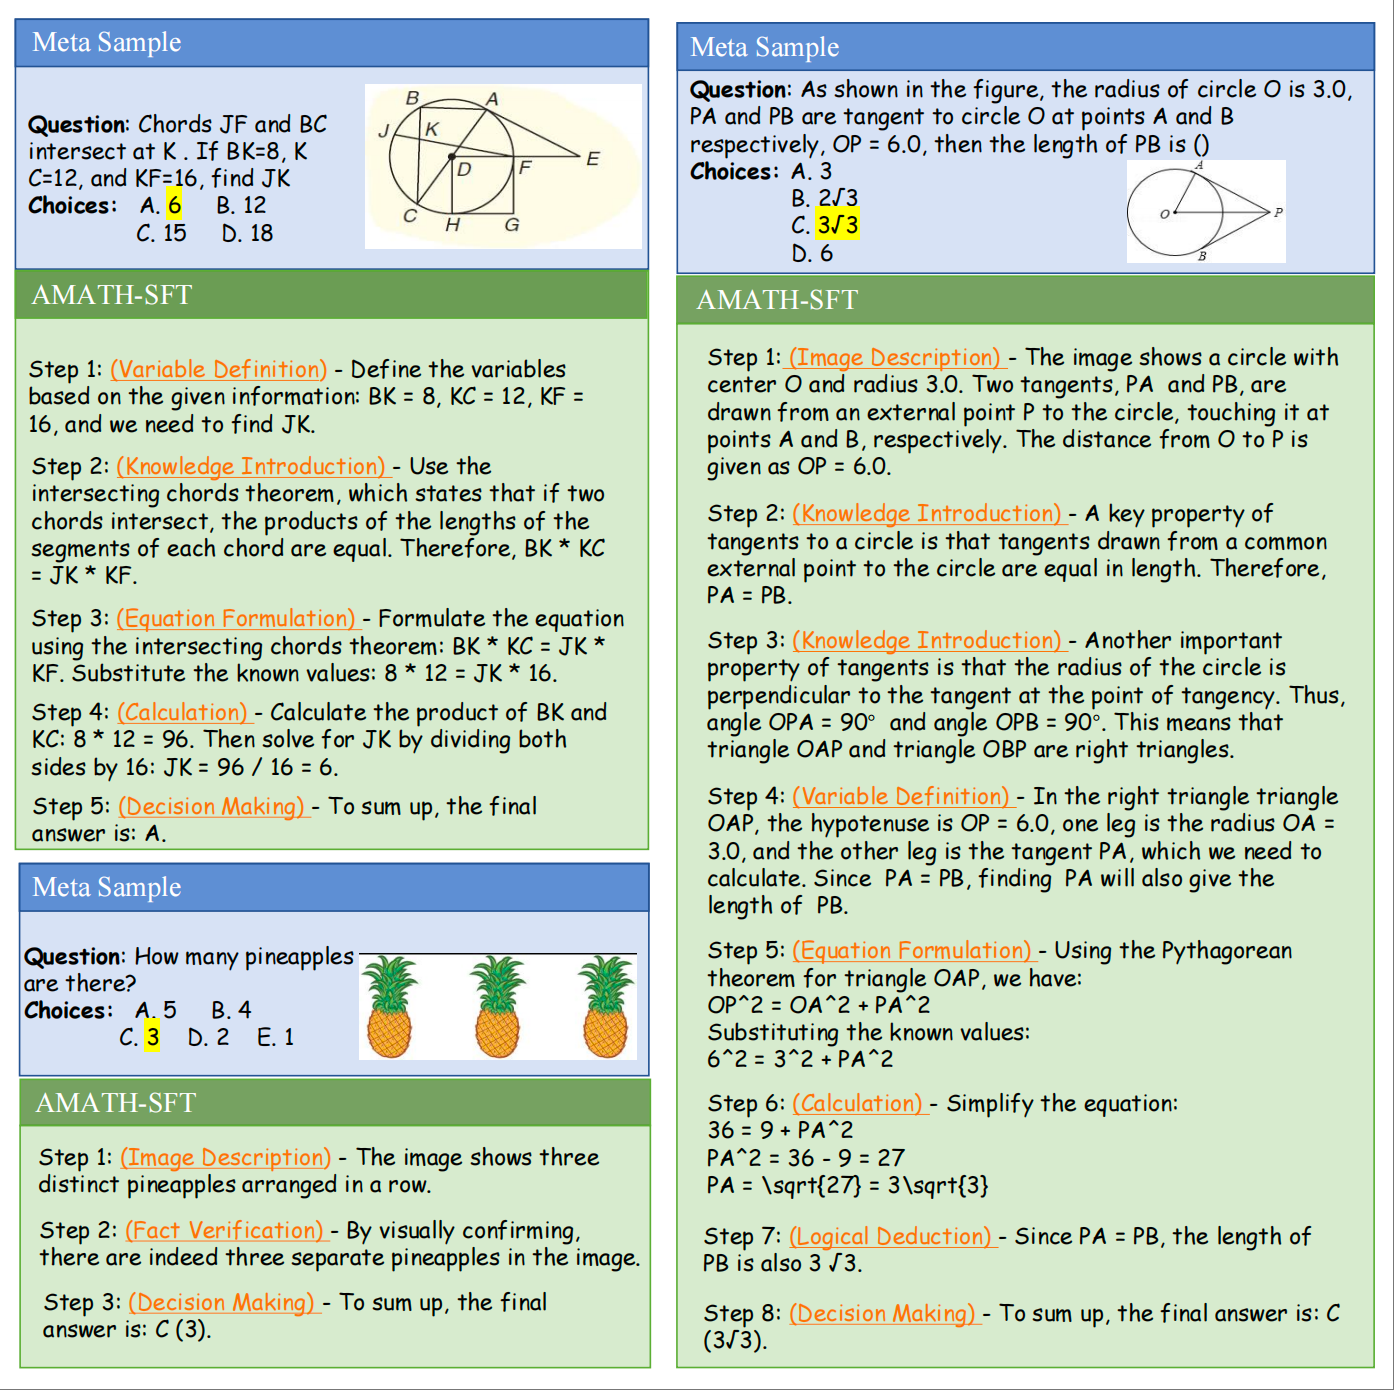 Meta Sample
Question: Chords JF and BC
intersect at K . If BK=8, K
C=12, and KF=16, find JK
Choices: A. 6 B. 12
C. 15 D. 18
B
A
J
K
D
F
E
C
H
G
AMATH-SFT
Step 1: (Variable Definition) - Define the variables
based on the given information: BK = 8, KC = 12, KF =
16, and we need to find JK.
Step 2: (Knowledge Introduction) - Use the
intersecting chords theorem, which states that if two
chords intersect, the products of the lengths of the
segments of each chord are equal. Therefore, BK * KC
= JK * KF.
Step 3: (Equation Formulation) - Formulate the equation
using the intersecting chords theorem: BK * KC = JK *
KF. Substitute the known values: 8 * 12 = JK * 16.
Step 4: (Calculation) - Calculate the product of BK and
KC: 8 * 12 = 96. Then solve for JK by dividing both
sides by 16: JK = 96 / 16 = 6.
Step 5: (Decision Making) - To sum up, the final
answer is: A.
Meta Sample
Question: How many pineapples
are there?
Choices: A. 5 B. 4
C. 3 D. 2 E. 1
AMATH-SFT
Step 1: (Image Description) - The image shows three
distinct pineapples arranged in a row.
Step 2: (Fact Verification) - By visually confirming,
there are indeed three separate pineapples in the image.
Step 3: (Decision Making) - To sum up, the final
answer is: C (3).
Meta Sample
Question: As shown in the figure, the radius of circle O is 3.0,
PA and PB are tangent to circle O at points A and B
respectively, OP = 6.0, then the length of PB is ()
Choices: A. 3
B. 2√3
C. 3√3
D. 6
A
O
P
B
AMATH-SFT
Step 1: (Image Description) - The image shows a circle with
center O and radius 3.0. Two tangents, PA and PB, are
drawn from an external point P to the circle, touching it at
points A and B, respectively. The distance from O to P is
given as OP = 6.0.
Step 2: (Knowledge Introduction) - A key property of
tangents to a circle is that tangents drawn from a common
external point to the circle are equal in length. Therefore,
PA = PB.
Step 3: (Knowledge Introduction) - Another important
property of tangents is that the radius of the circle is
perpendicular to the tangent at the point of tangency. Thus,
angle OPA = 90° and angle OPB = 90°. This means that
triangle OAP and triangle OBP are right triangles.
Step 4: (Variable Definition) - In the right triangle triangle
OAP, the hypotenuse is OP = 6.0, one leg is the radius OA =
3.0, and the other leg is the tangent PA, which we need to
calculate. Since PA = PB, finding PA will also give the
length of PB.
Step 5: (Equation Formulation) - Using the Pythagorean
theorem for triangle OAP, we have:
OP^2 = OA^2 + PA^2
Substituting the known values:
6^2 = 3^2 + PA^2
Step 6: (Calculation) - Simplify the equation:
36 = 9 + PA^2
PA^2 = 36 - 9 = 27
PA = \sqrt{27} = 3\sqrt{3}
Step 7: (Logical Deduction) - Since PA = PB, the length of
PB is also 3 √3.
Step 8: (Decision Making) - To sum up, the final answer is: C
(3√3).